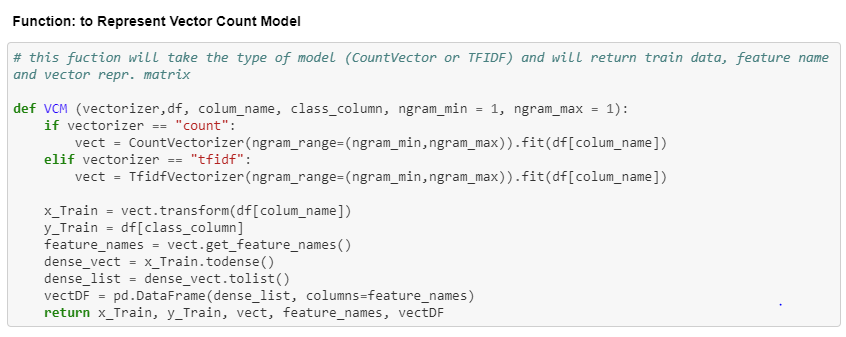 Function: to Represent Vector Count Model
# this fuction will take the type of model (CountVector or TFIDF) and will return train data, feature name
and vector repr. matrix
def VCM (vectorizer,df, colum_name, class_column, ngram_min = 1, ngram_max = 1):
    if vectorizer == "count":
        vect = CountVectorizer(ngram_range=(ngram_min,ngram_max)).fit(df[colum_name])
    elif vectorizer == "tfidf":
        vect = TfidfVectorizer(ngram_range=(ngram_min,ngram_max)).fit(df[colum_name])
    x_Train = vect.transform(df[colum_name])
    y_Train = df[class_column]
    feature_names = vect.get_feature_names()
    dense_vect = x_Train.todense()
    dense_list = dense_vect.tolist()
    vectDF = pd.DataFrame(dense_list, columns=feature_names)
    return x_Train, y_Train, vect, feature_names, vectDF